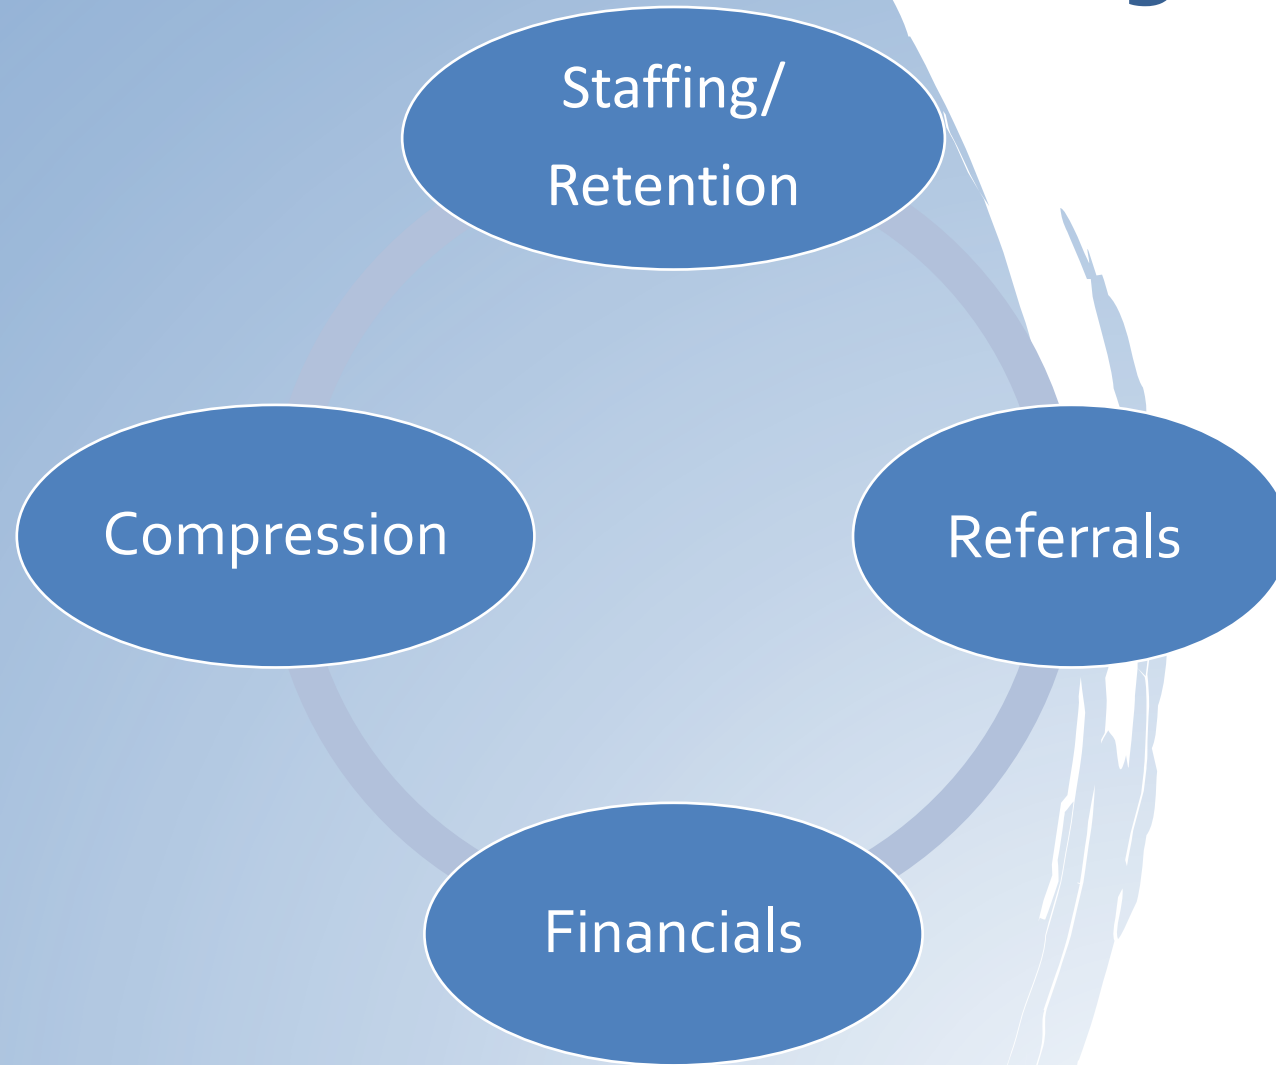 Staffing/
Retention
Compression
Referrals
Financials